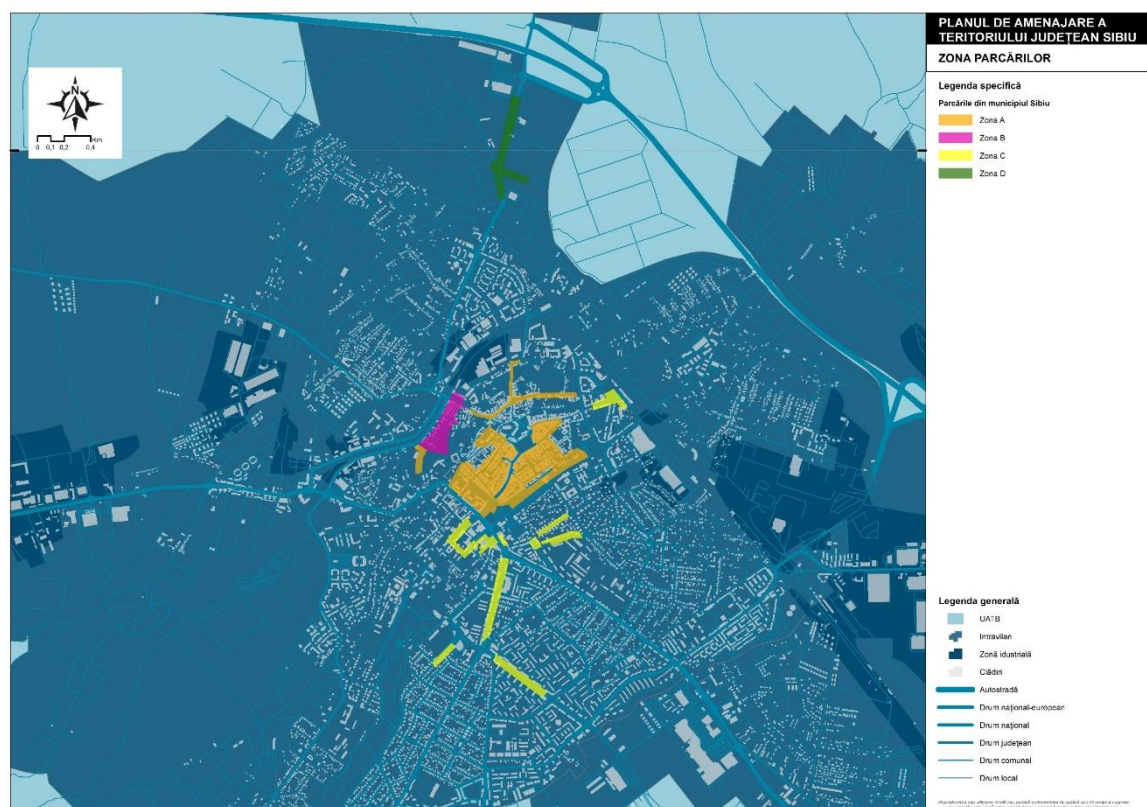 PLANUL DE AMENAJARE A
TERITORIULUI JUDEȚEAN SIBIU
ZONA PARCĂRILOR
Legenda specifică
Parcările din municipiul Sibiu
Zona A
Zona B
Zona C
Zona D
N
Km
0 0,1 0,2 0,4
Legenda generală
UATB
Intravilan
Zonă idustrială
Clădiri
Autostradă
Drum național-european
Drum național
Drum județean
Drum comunal
Drum local